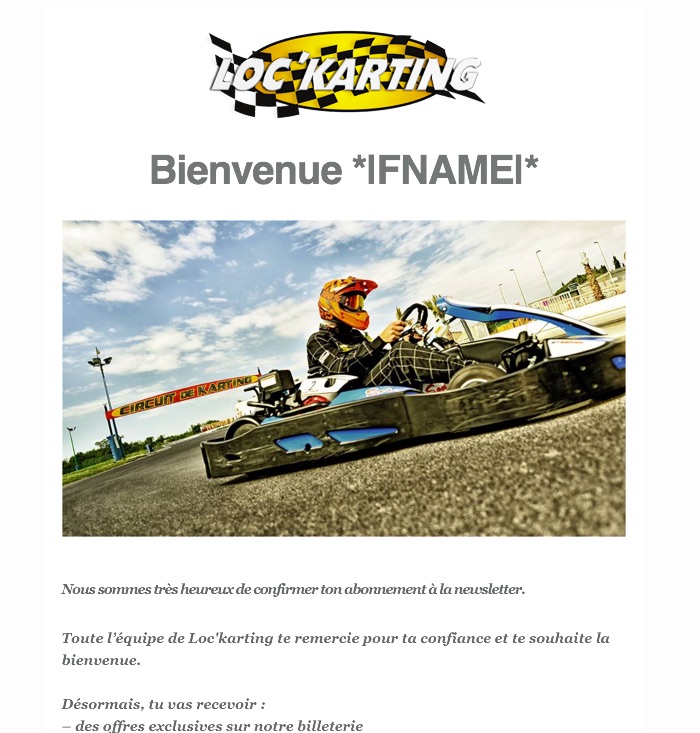 LOC'KARTING
Bienvenue *|FNAME|*
CIRCUIT DE KARTING
2
Nous sommes très heureux de confirmer ton abonnement à la newsletter.
Toute l’équipe de Loc'karting te remercie pour ta confiance et te souhaite la
bienvenue.
Désormais, tu vas recevoir :
– des offres exclusives sur notre billeterie